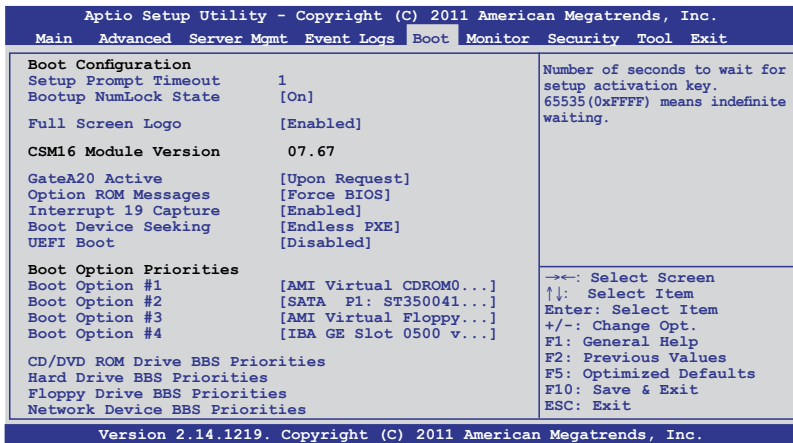 Aptio Setup Utility - Copyright (C) 2011 American Megatrends, Inc.
Main Advanced Server Mgmt Event Logs Boot Monitor Security Tool Exit
Boot Configuration
Setup Prompt Timeout 1
Bootup NumLock State [On]
Full Screen Logo [Enabled]
CSM16 Module Version 07.67
GateA20 Active [Upon Request]
Option ROM Messages [Force BIOS]
Interrupt 19 Capture [Enabled]
Boot Device Seeking [Endless PXE]
UEFI Boot [Disabled]
Boot Option Priorities
Boot Option #1 [AMI Virtual CDROM0...]
Boot Option #2 [SATA P1: ST350041...]
Boot Option #3 [AMI Virtual Floppy...]
Boot Option #4 [IBA GE Slot 0500 v...]
CD/DVD ROM Drive BBS Priorities
Hard Drive BBS Priorities
Floppy Drive BBS Priorities
Network Device BBS Priorities
Number of seconds to wait for
setup activation key.
65535(0xFFFF) means indefinite
waiting.
→←: Select Screen
↑↓: Select Item
Enter: Select Item
+/-: Change Opt.
F1: General Help
F2: Previous Values
F5: Optimized Defaults
F10: Save & Exit
ESC: Exit
Version 2.14.1219. Copyright (C) 2011 American Megatrends, Inc.